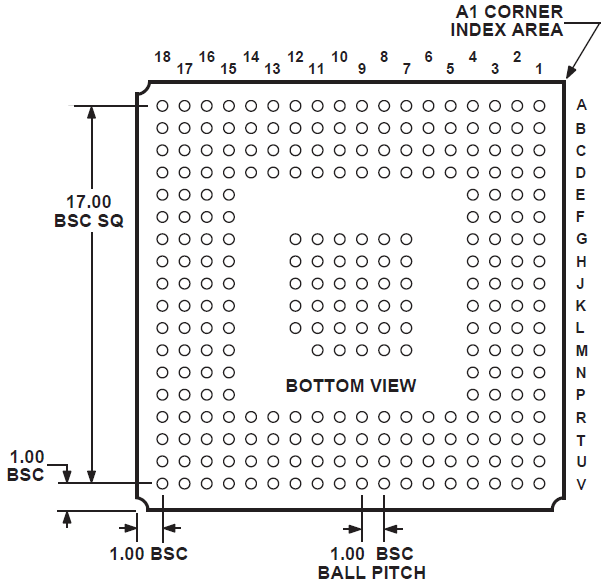 A1 CORNER
INDEX AREA
18 16 14 12 10 8 6 4 2
17 15 13 11 9 7 5 3 1
A
B
C
D
E
F
G
H
J
K
L
M
N
P
R
T
U
V
17.00
BSC SQ
BOTTOM VIEW
1.00
BSC
1.00 BSC
1.00 BSC
BALL PITCH